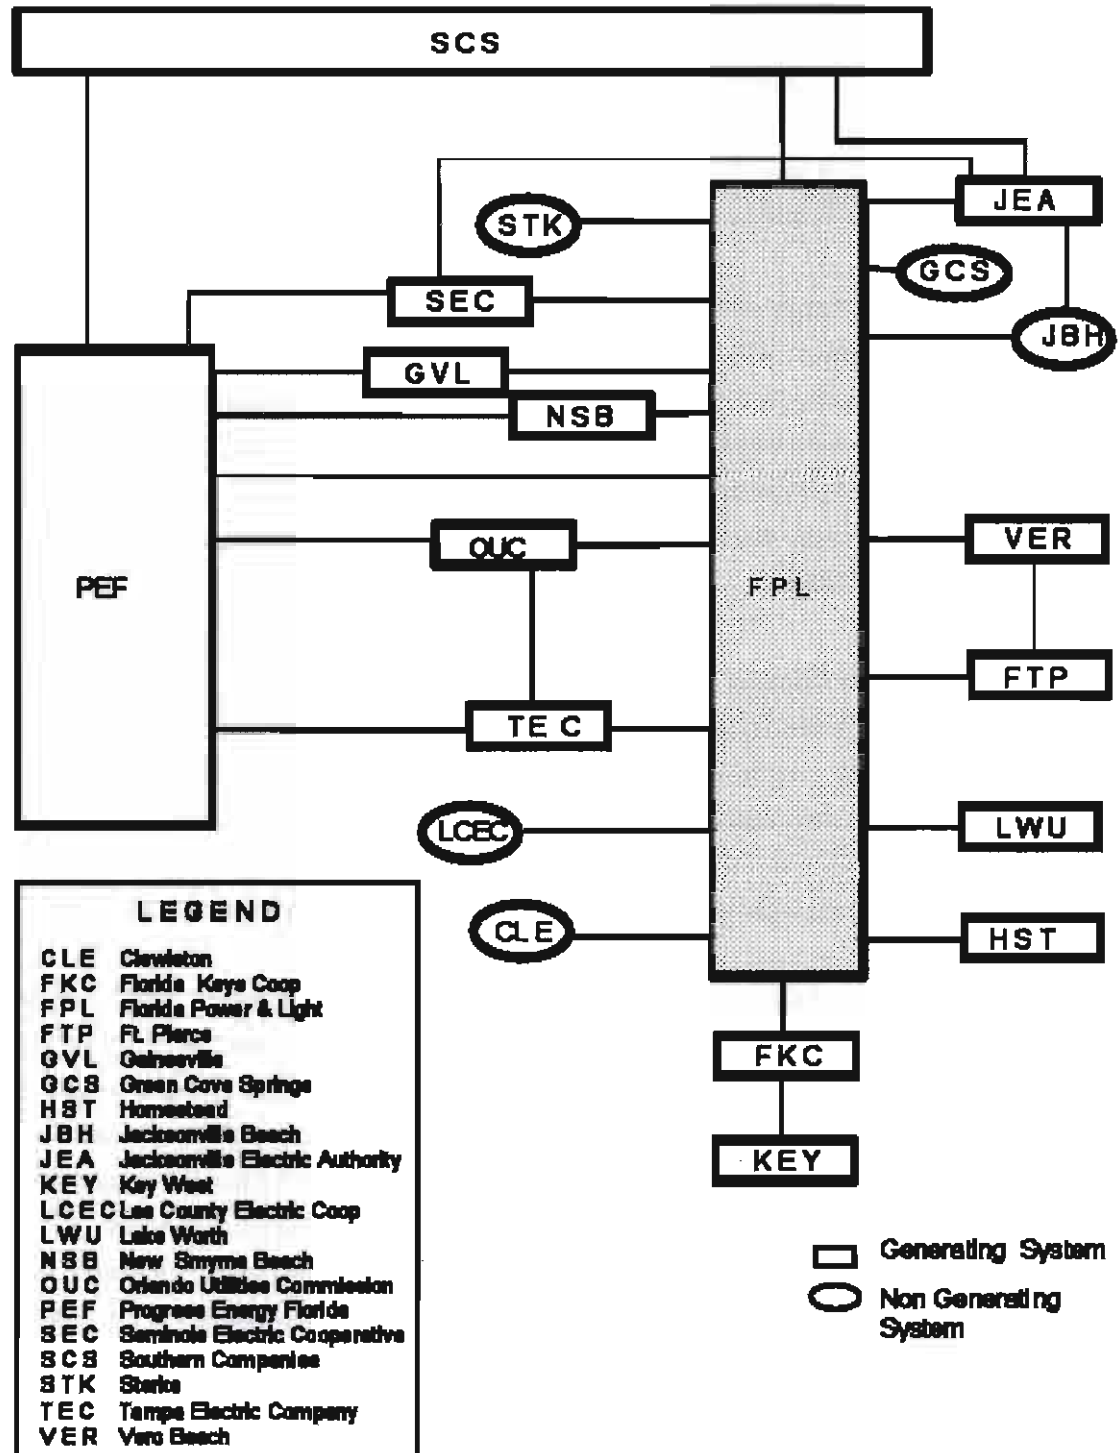 SCS
JEA
STK
GCS
SEC
JBH
GVL
NSB
VER
OUC
PEF
FPL
FTP
TEC
LWU
LCEC
CLE
HST
LEGEND
CLE Clewiston
FKC Florida Keys Coop
FPL Florida Power & Light
FTP Ft. Pierce
GVL Gainesville
GCS Green Cove Springs
HST Homestead
JBH Jacksonville Beach
JEA Jacksonville Electric Authority
KEY Key West
LCEC Lee County Electric Coop
LWU Lake Worth
NSB New Smyrna Beach
OUC Orlando Utilities Commission
PEF Progress Energy Florida
SEC Seminole Electric Cooperative
SCS Southern Companies
STK Starke
TEC Tampa Electric Company
VER Vero Beach
FKC
KEY
Generating System
Non Generating
System